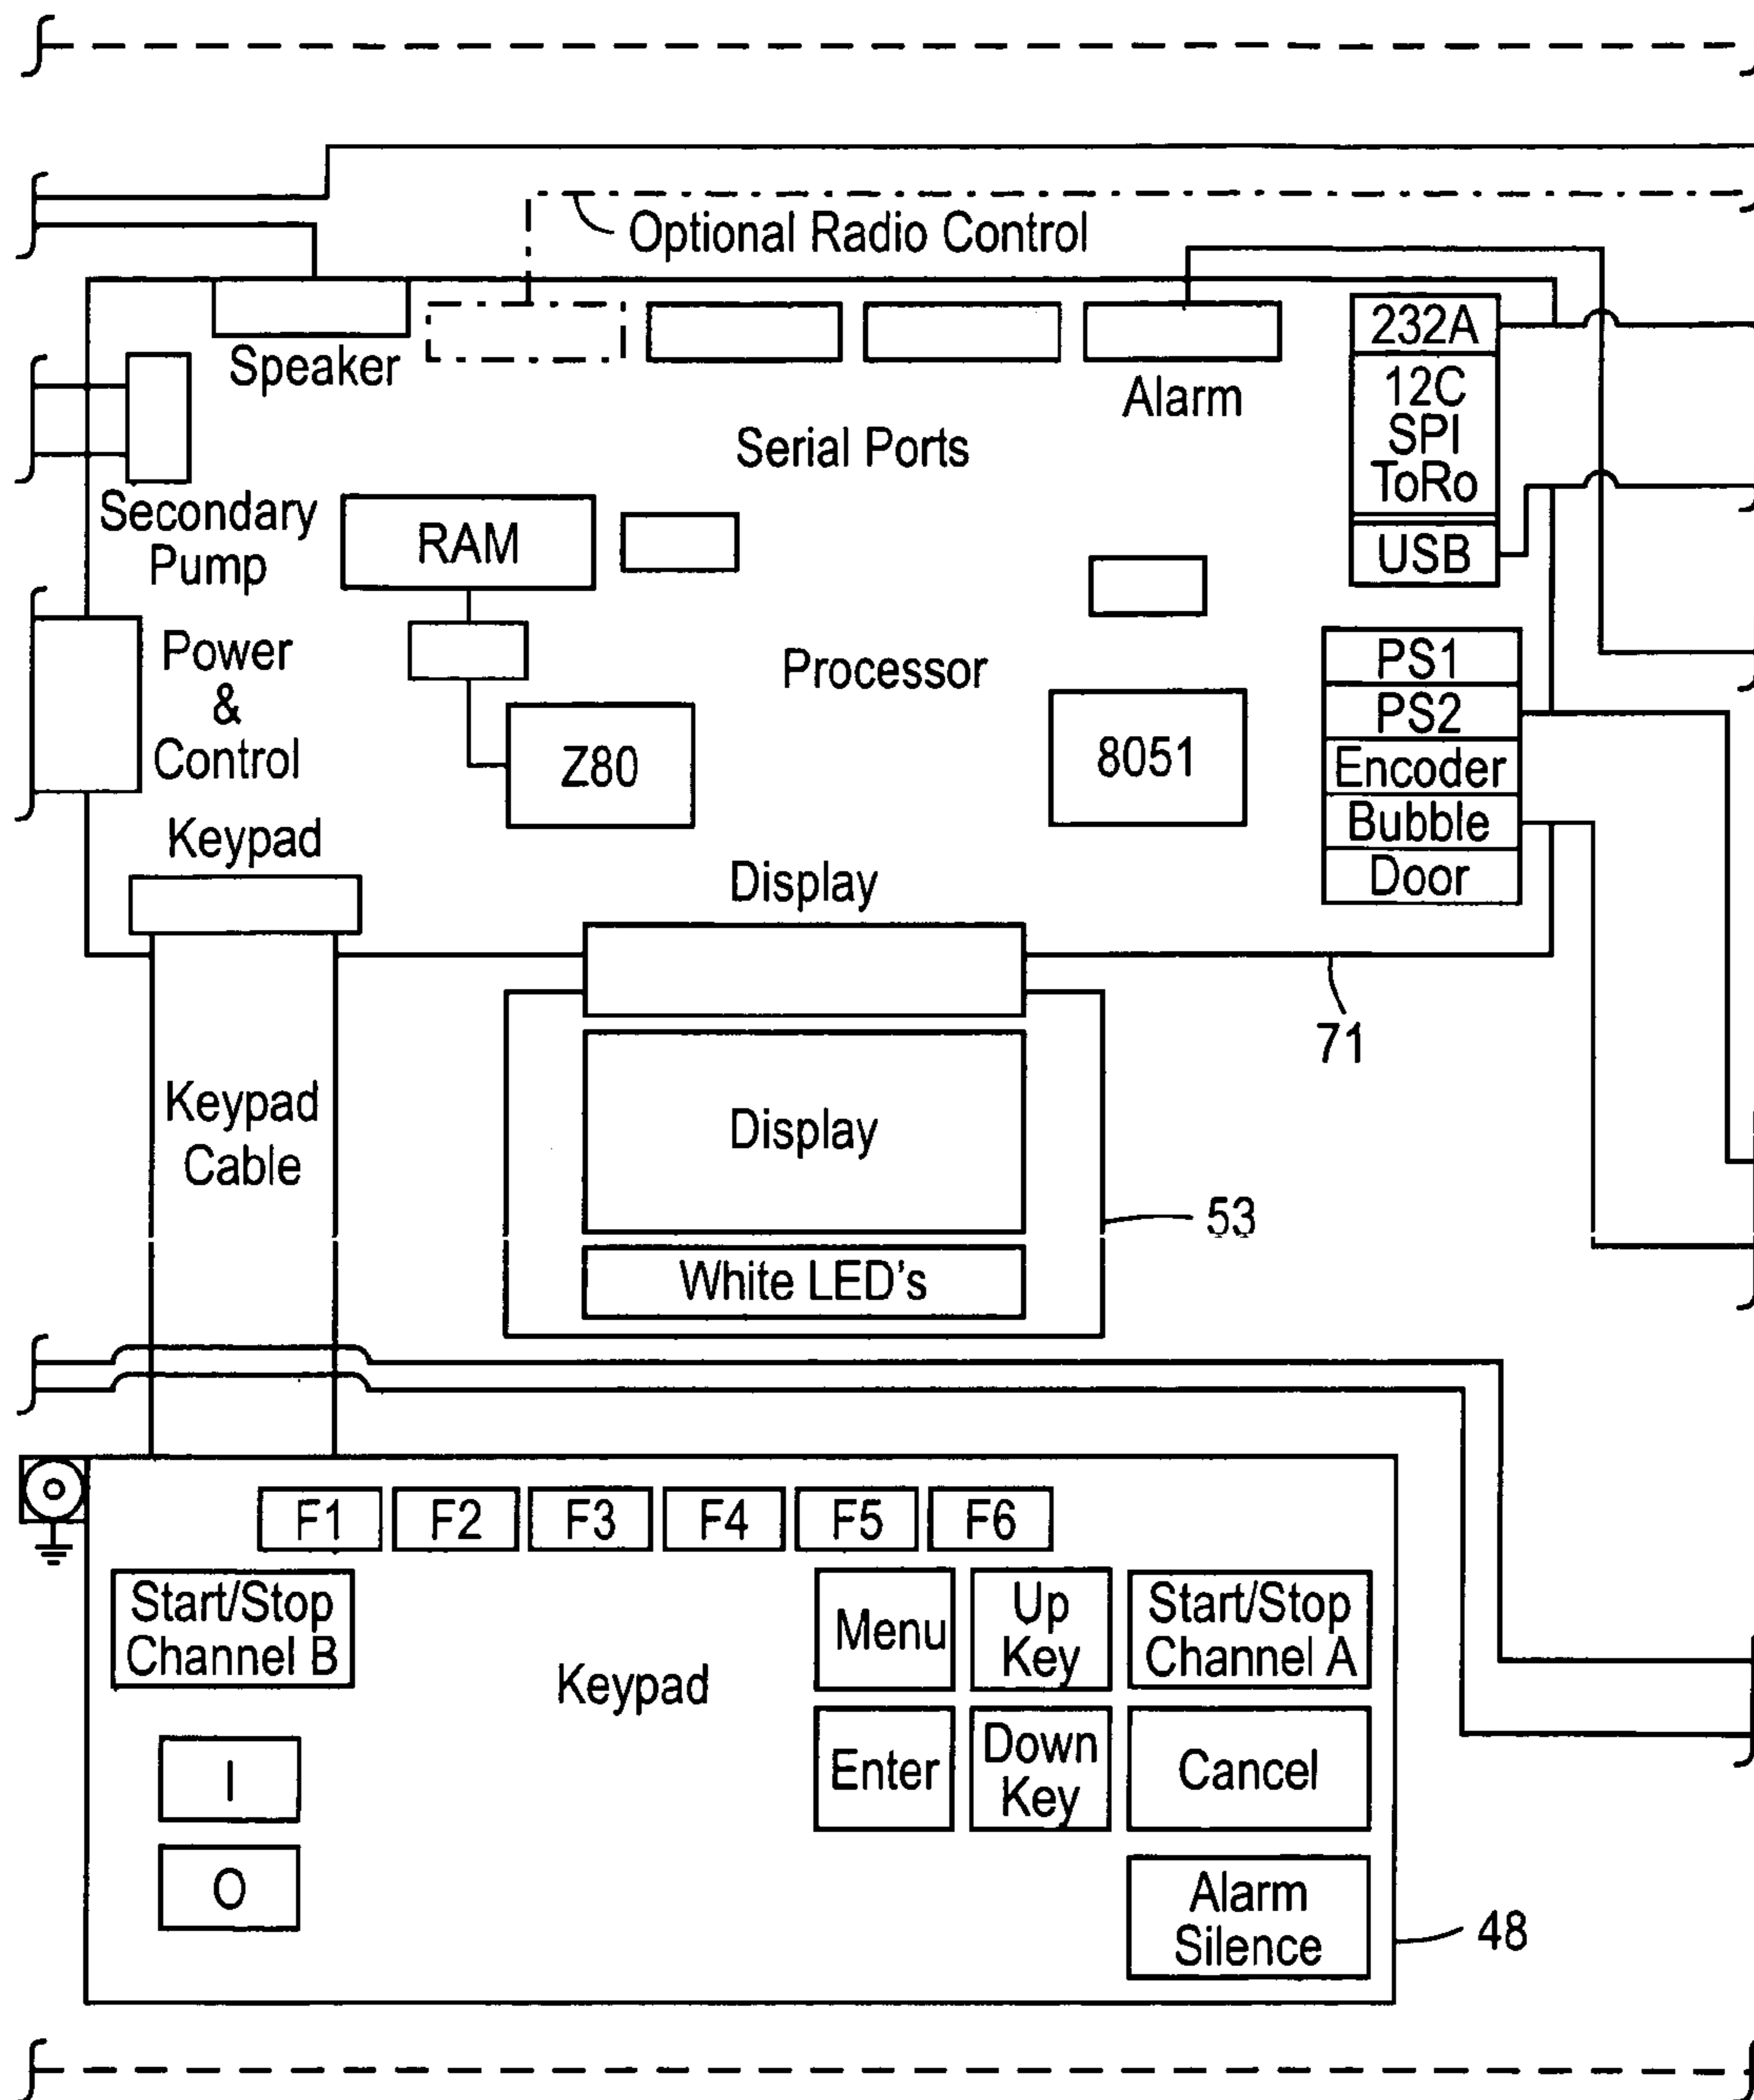 Optional Radio Control
232A
Speaker
12C
Alarm
SPI
Serial Ports
ToRo
Secondary
Pump
RAM
USB
Power
&
Control
Processor
PS1
PS2
Z80
8051
Encoder
Bubble
Keypad
Display
Door
71
Keypad
Cable
Display
53
White LED's
F1
F2
F3
F4
F5
F6
Start/Stop
Channel B
Menu
Up
Key
Start/Stop
Channel A
Keypad
I
Enter
Down
Key
Cancel
O
Alarm
Silence
48